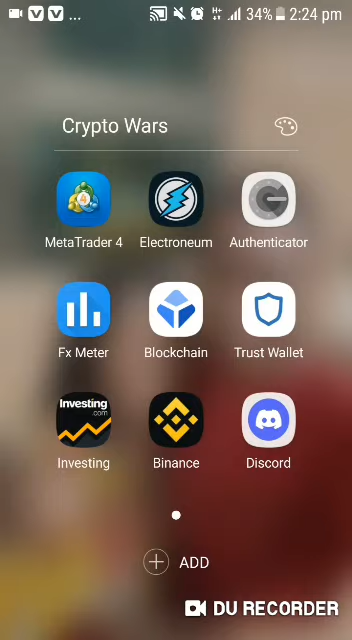 ... H+ 34% 2:24 pm
Crypto Wars
MetaTrader 4 Electroneum Authenticator
Fx Meter Blockchain Trust Wallet
Investing
.com
Investing Binance Discord
ADD
DU RECORDER